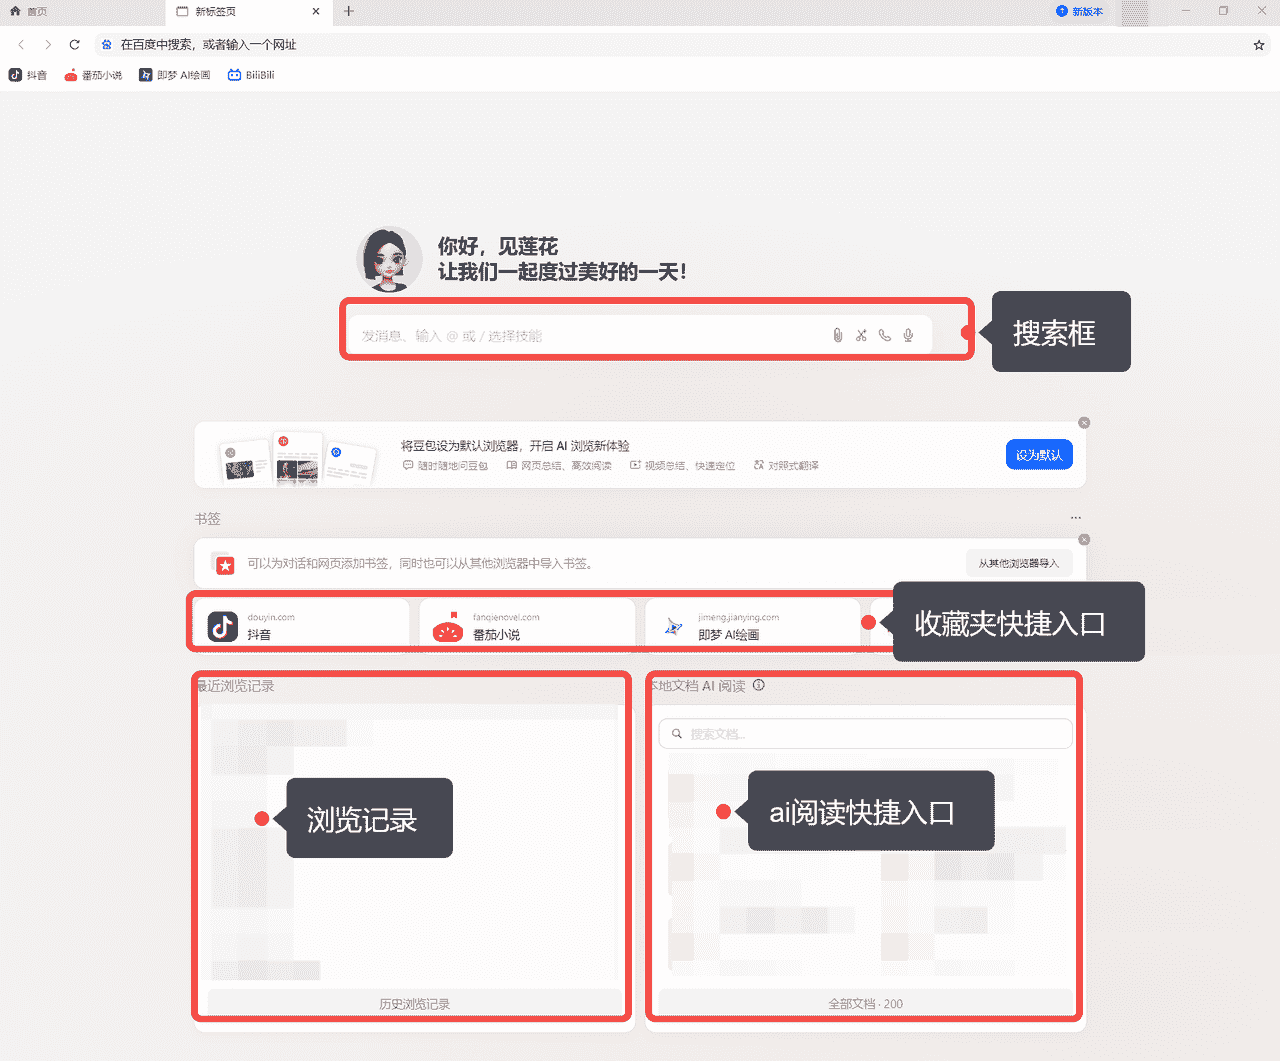 首页
新标签页
新版本
在百度中搜索，或者输入一个网址
抖音
番茄小说
即梦 AI绘画
BiliBili
你好，见莲花
让我们一起度过美好的一天！
发消息、输入 @ 或 / 选择技能
搜索框
将豆包设为默认浏览器，开启 AI 浏览新体验
随时随地问豆包
网页总结、高效阅读
视频总结、快速定位
对照式翻译
设为默认
书签
可以为对话和网页添加书签，同时也可以从其他浏览器中导入书签。
从其他浏览器导入
douyin.com
抖音
fanqienovel.com
番茄小说
jimeng.jianying.com
即梦 AI绘画
收藏夹快捷入口
最近浏览记录
本地文档 AI 阅读
搜索文档...
浏览记录
ai阅读快捷入口
历史浏览记录
全部文档 · 200